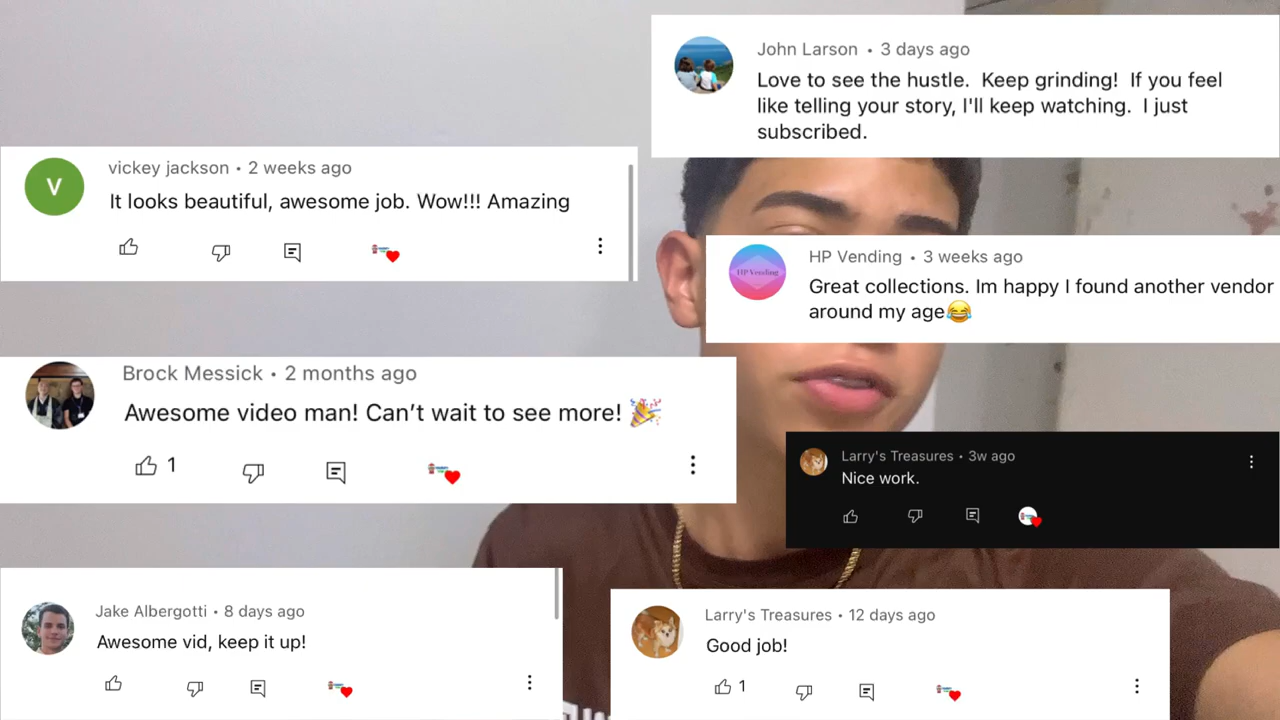 John Larson • 3 days ago
Love to see the hustle.  Keep grinding!  If you feel
like telling your story, I'll keep watching.  I just
subscribed.
V
vickey jackson • 2 weeks ago
It looks beautiful, awesome job. Wow!!! Amazing
HP Vending
HP Vending • 3 weeks ago
Great collections. Im happy I found another vendor
around my age😂
Brock Messick • 2 months ago
Awesome video man! Can’t wait to see more! 🎉
1
Larry's Treasures • 3w ago
Nice work.
Jake Albergotti • 8 days ago
Awesome vid, keep it up!
Larry's Treasures • 12 days ago
Good job!
1